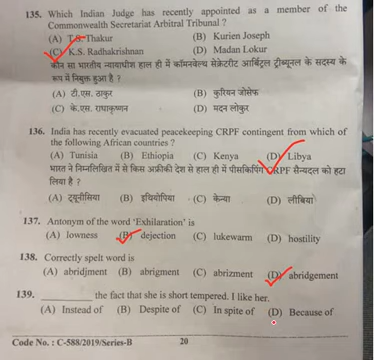 135. Which Indian Judge has recently appointed as a member of the
Commonwealth Secretariat Arbitral Tribunal ?
(A) T.S. Thakur (B) Kurien Joseph
(C) K.S. Radhakrishnan (D) Madan Lokur
कौन सा भारतीय न्यायाधीश हाल ही में कॉमनवेल्थ सेक्रेटरीट आर्बिट्रल ट्रीब्यूनल के सदस्य के
रूप में नियुक्त हुआ है ?
(A) टी.एस. ठाकुर (B) कुरियन जोसेफ
(C) के.एस. राधाकृष्णन (D) मदन लोकुर
136. India has recently evacuated peacekeeping CRPF contingent from which of
the following African countries ?
(A) Tunisia (B) Ethiopia (C) Kenya (D) Libya
भारत ने निम्नलिखित में से किस अफ्रीकी देश से हाल ही में पीसकिपिंग CRPF सैन्यदल को हटा
लिया है ?
(A) ट्यूनीसिया (B) इथियोपिया (C) केन्या (D) लीबिया
137. Antonym of the word 'Exhilaration' is
(A) lowness (B) dejection (C) lukewarm (D) hostility
138. Correctly spelt word is
(A) abridjment (B) abrigment (C) abrizment (D) abridgement
139. __________ the fact that she is short tempered. I like her.
(A) Instead of (B) Despite of (C) In spite of (D) Because of
Code No. : C-588/2019/Series-B 20